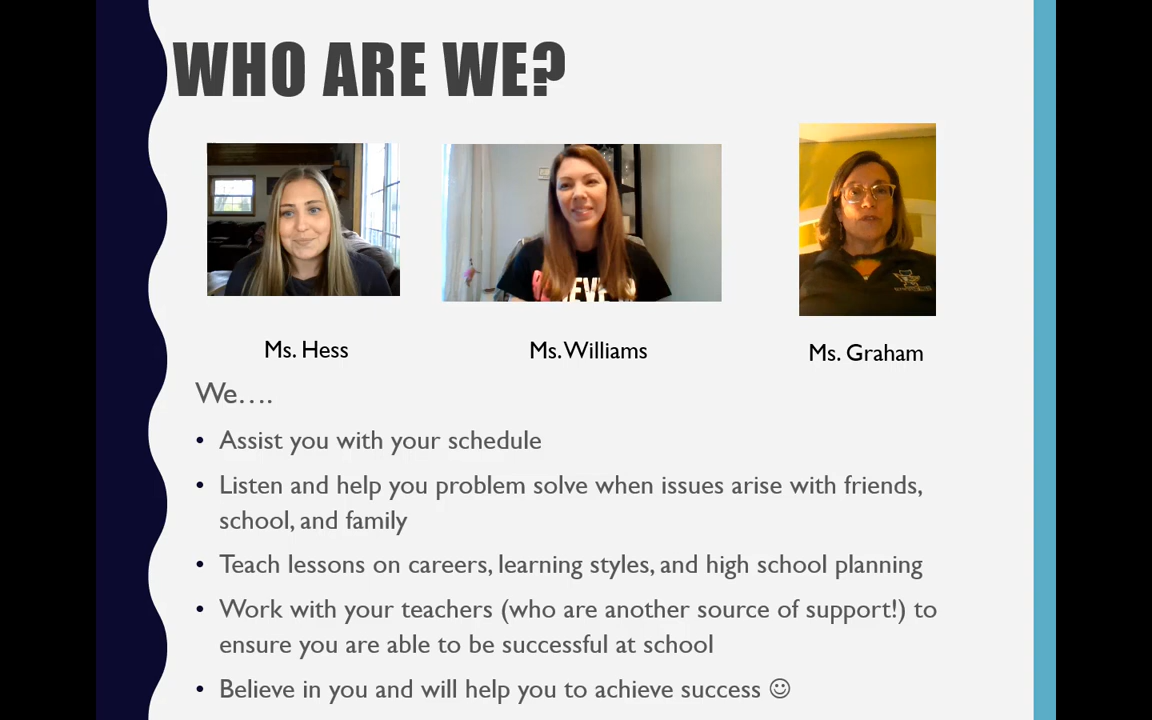 WHO ARE WE?
Ms. Hess
Ms. Williams
Ms. Graham
We….
• Assist you with your schedule
• Listen and help you problem solve when issues arise with friends,
school, and family
• Teach lessons on careers, learning styles, and high school planning
• Work with your teachers (who are another source of support!) to
ensure you are able to be successful at school
• Believe in you and will help you to achieve success ☺